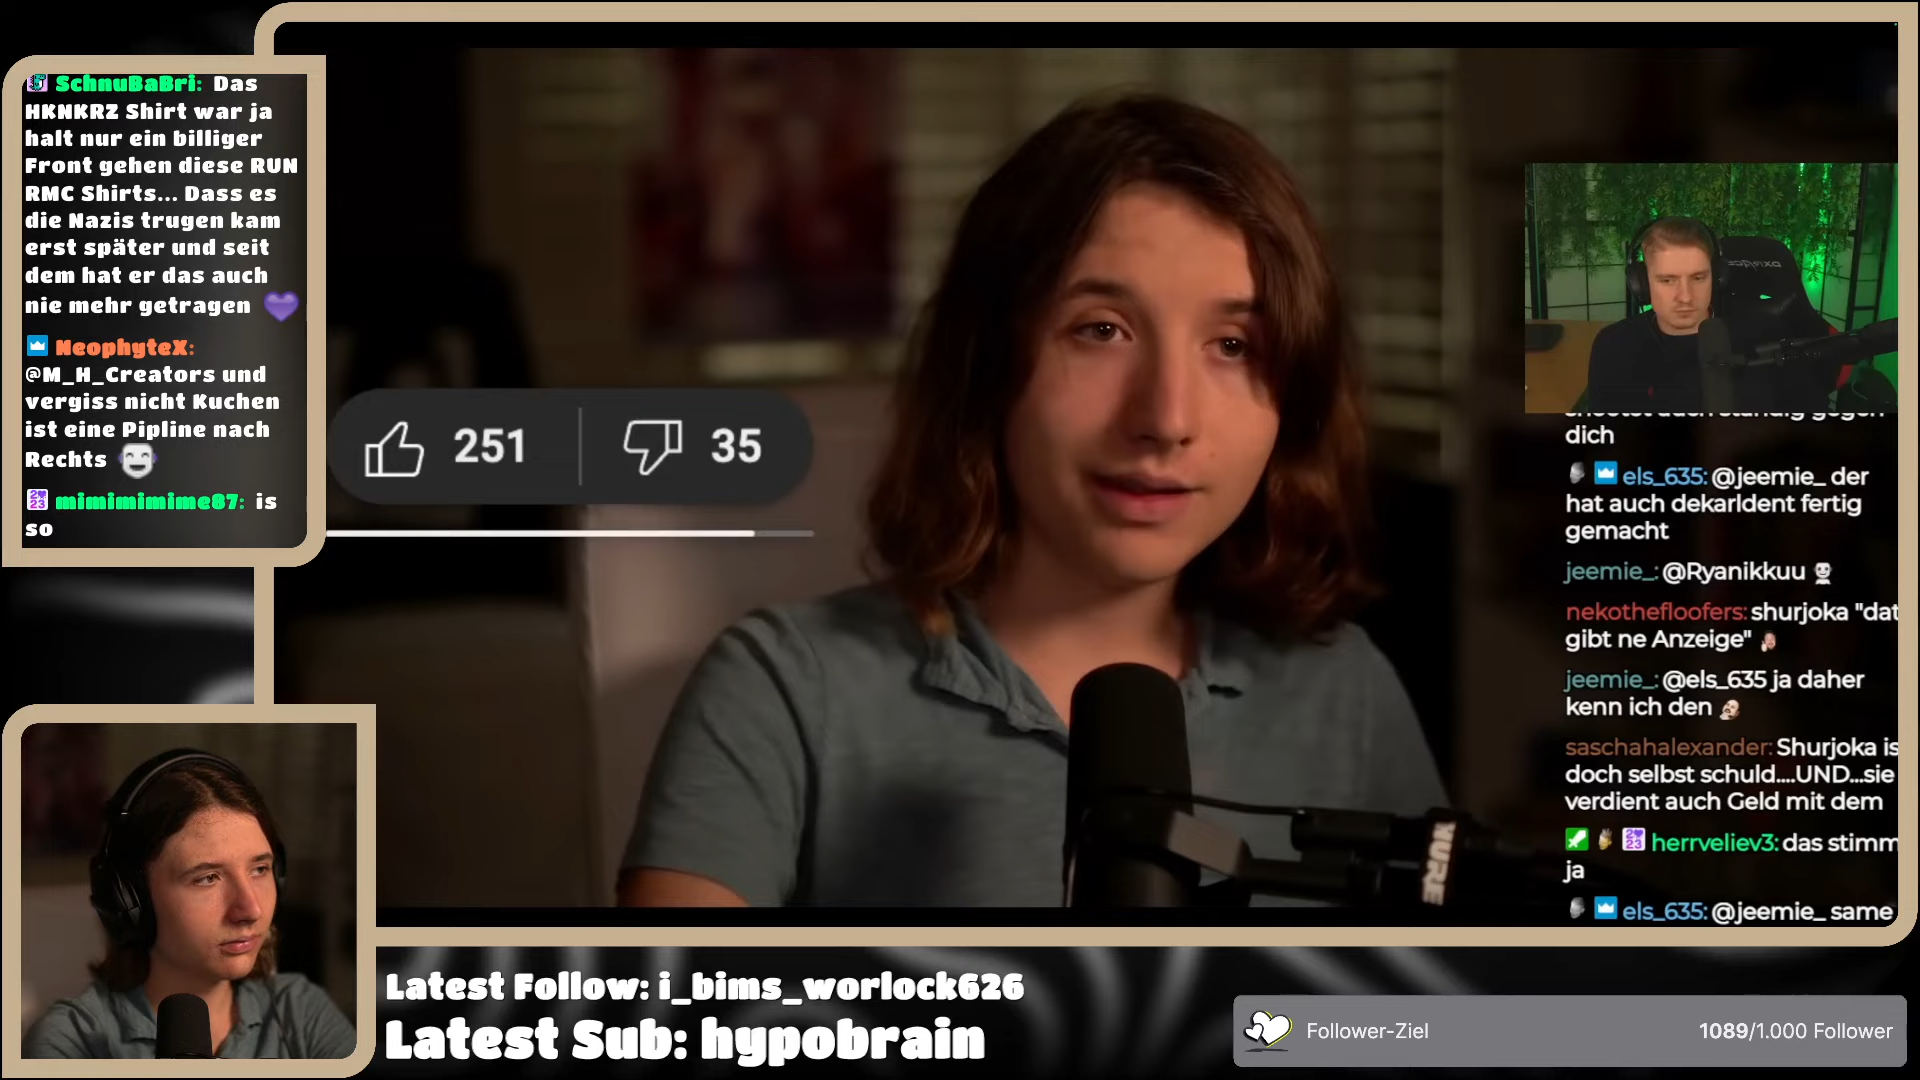 SchnuBaBri: Das
HKNKRZ Shirt war ja
halt nur ein billiger
Front gehen diese RUN
RMC Shirts... Dass es
die Nazis trugen kam
erst später und seit
dem hat er das auch
nie mehr getragen
NeophyteX:
@M_H_Creators und
vergiss nicht Kuchen
ist eine Pipline nach
Rechts
mimimimime87: is
so
251
35
dich
els_635: @jeemie_ der
hat auch dekarldent fertig
gemacht
jeemie_: @Ryanikkuu
nekothefloofers: shurjoka "dat
gibt ne Anzeige"
jeemie_: @els_635 ja daher
kenn ich den
saschahalexander: Shurjoka is
doch selbst schuld....UND...sie
verdient auch Geld mit dem
herrveliev3: das stimm
ja
els_635: @jeemie_ same
Latest Follow: i_bims_worlock626
Latest Sub: hypobrain
Follower-Ziel
1089/1.000 Follower